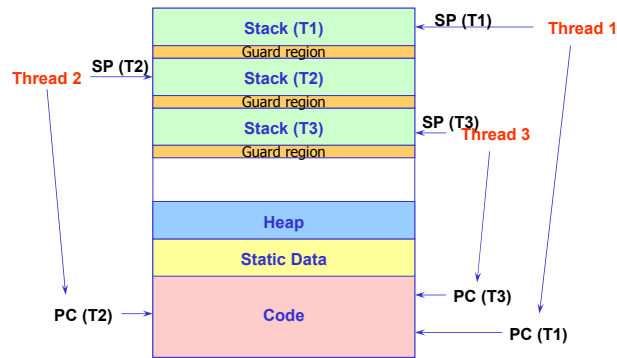 Stack (T1)
SP (T1)
Thread 1
Guard region
SP (T2)
Thread 2
Stack (T2)
Guard region
Stack (T3)
SP (T3)
Thread 3
Guard region
Heap
Static Data
PC (T3)
PC (T2)
Code
PC (T1)